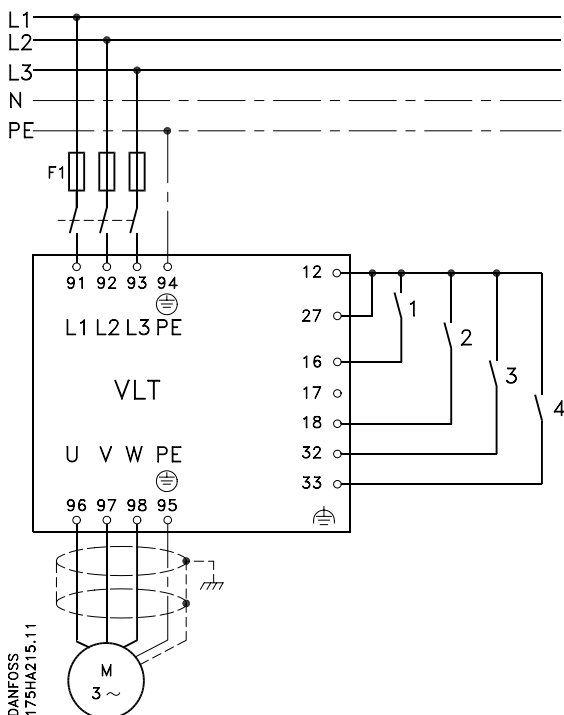 L1
L2
L3
N
PE
F1
91 92 93 94
L1 L2 L3 PE
VLT
U V W PE
96 97 98 95
12
27
16
17
18
32
33
1
2
3
4
M
3 ~
DANFOSS
175HA215.11